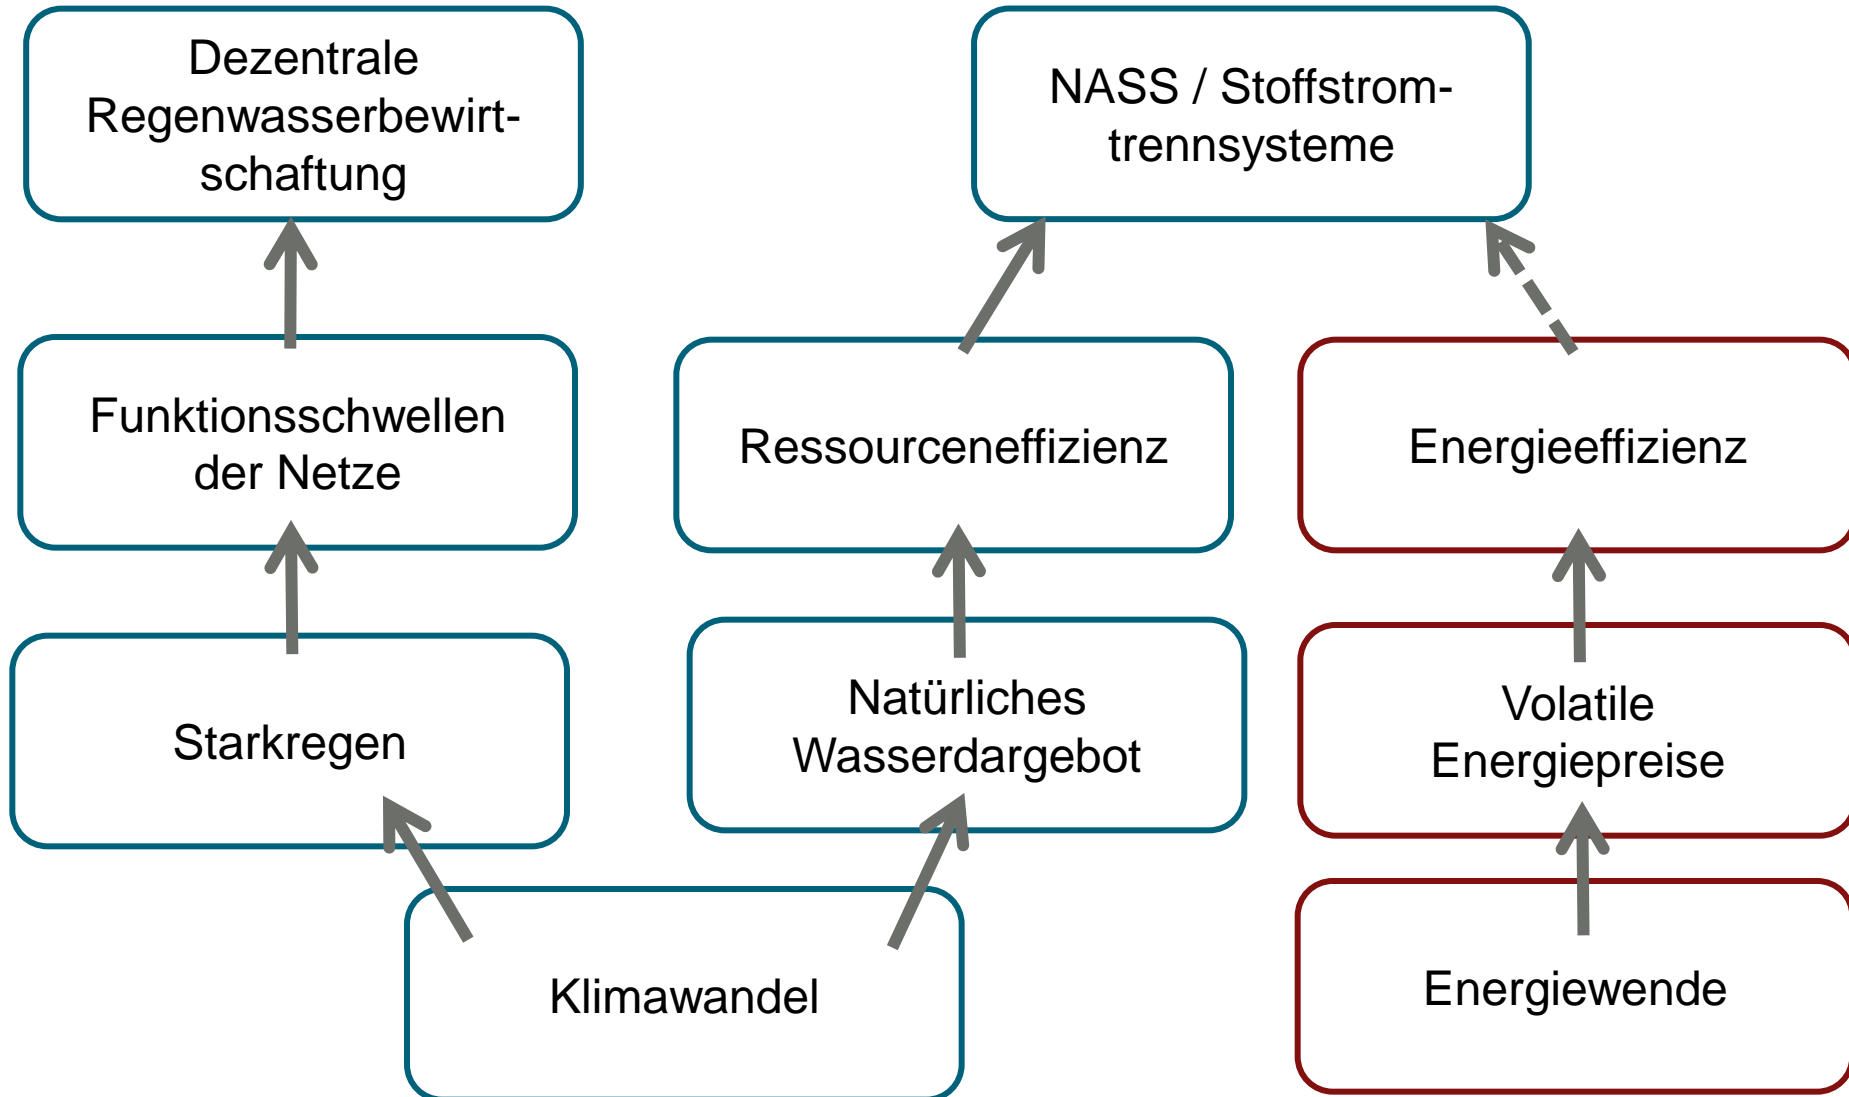 Dezentrale
Regenwasserbewirt-
schaftung
NASS / Stoffstrom-
trennsysteme
Funktionsschwellen
der Netze
Ressourceneffizienz
Energieeffizienz
Starkregen
Natürliches
Wasserdargebot
Volatile
Energiepreise
Klimawandel
Energiewende